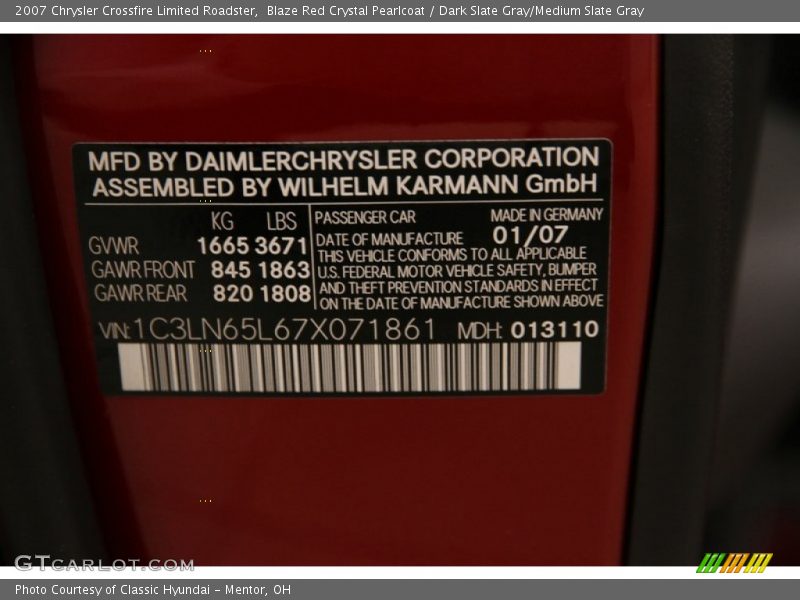 2007 Chrysler Crossfire Limited Roadster,  Blaze Red Crystal Pearlcoat / Dark Slate Gray/Medium Slate Gray
MFD BY DAIMLERCHRYSLER CORPORATION
ASSEMBLED BY WILHELM KARMANN GmbH
KG LBS
GVWR 1665 3671
GAWR FRONT 845 1863
GAWR REAR 820 1808
PASSENGER CAR MADE IN GERMANY
DATE OF MANUFACTURE 01/07
THIS VEHICLE CONFORMS TO ALL APPLICABLE
U.S. FEDERAL MOTOR VEHICLE SAFETY, BUMPER
AND THEFT PREVENTION STANDARDS IN EFFECT
ON THE DATE OF MANUFACTURE SHOWN ABOVE
VIN: 1C3LN65L67X071861 MDH: 013110
GTCARLOT.COM
Photo Courtesy of Classic Hyundai - Mentor, OH